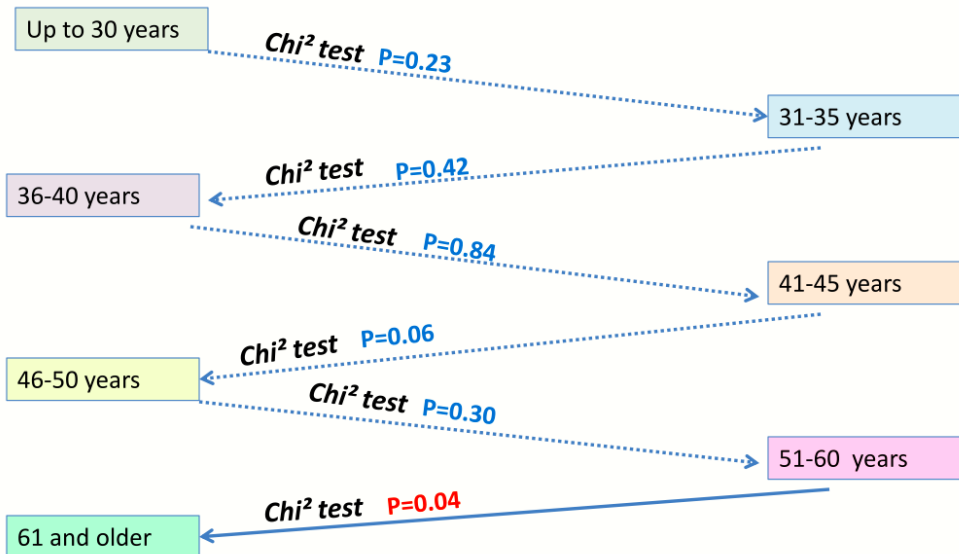 Up to 30 years
Chi² test P=0.23
31-35 years
Chi² test P=0.42
36-40 years
Chi² test P=0.84
41-45 years
Chi² test P=0.06
46-50 years
Chi² test P=0.30
51-60 years
Chi² test P=0.04
61 and older